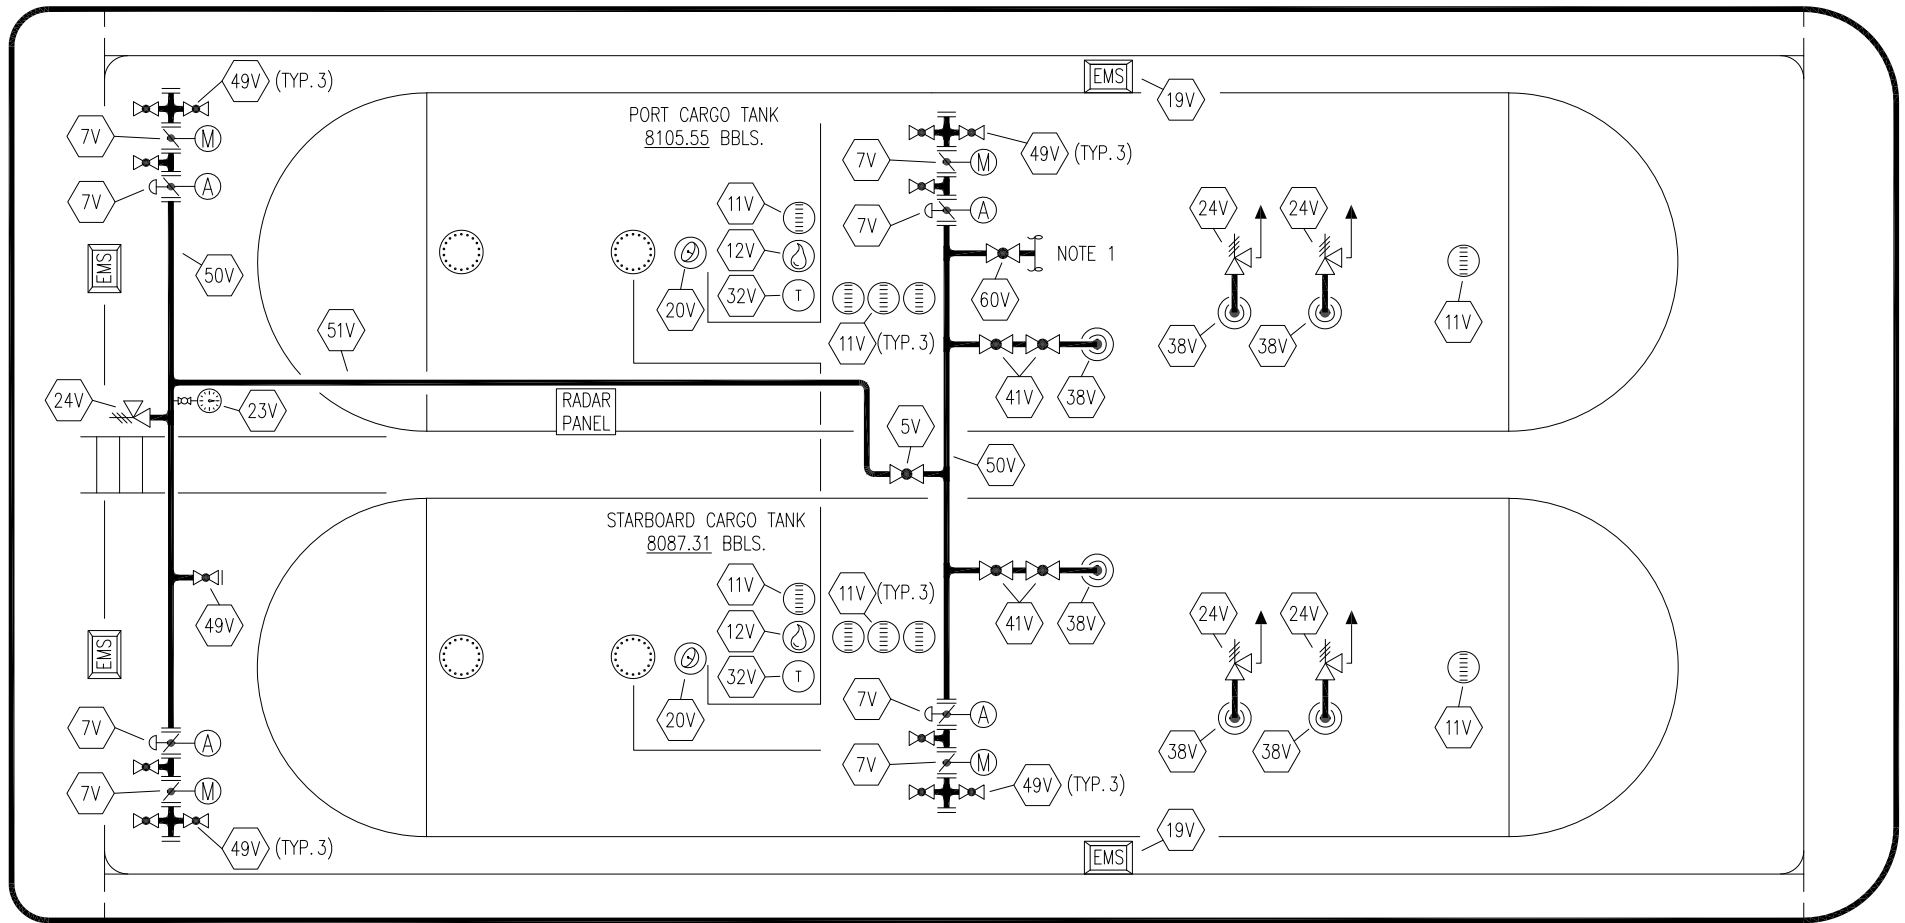 49V (TYP. 3)
EMS
19V
PORT CARGO TANK
8105.55 BBLS.
7V
M
7V
A
7V
M
49V (TYP. 3)
7V
A
11V
12V
32V
T
20V
24V
24V
EMS
50V
NOTE 1
60V
11V (TYP. 3)
38V
38V
11V
51V
24V
23V
RADAR
PANEL
41V
38V
5V
50V
STARBOARD CARGO TANK
8087.31 BBLS.
49V
EMS
11V
12V
32V
T
20V
11V (TYP. 3)
41V
38V
24V
24V
38V
38V
11V
7V
A
7V
M
49V (TYP. 3)
7V
A
7V
M
49V (TYP. 3)
19V
EMS